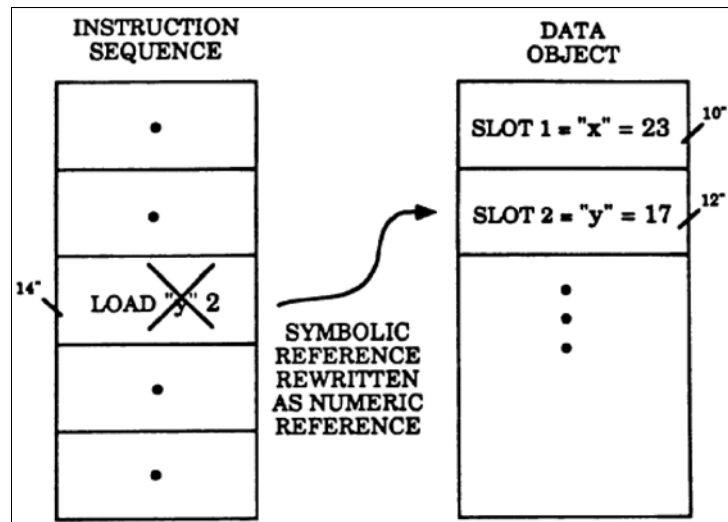 INSTRUCTION
SEQUENCE
DATA
OBJECT
SLOT 1 = "x" = 23
10"
SLOT 2 = "y" = 17
12"
14"
LOAD "y" 2
SYMBOLIC
REFERENCE
REWRITTEN
AS NUMERIC
REFERENCE